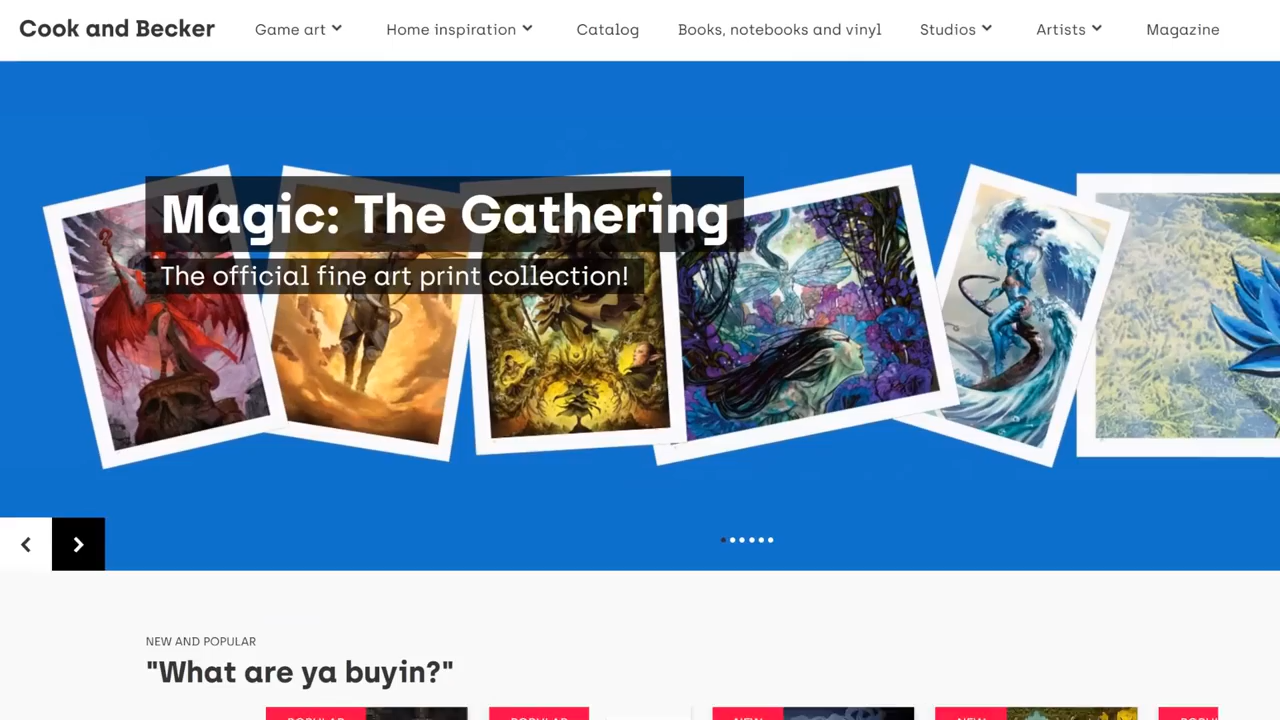 Cook and Becker
Game art
Home inspiration
Catalog
Books, notebooks and vinyl
Studios
Artists
Magazine
Magic: The Gathering
The official fine art print collection!
NEW AND POPULAR
"What are ya buyin?"
POPULAR
POPULAR
NEW
NEW